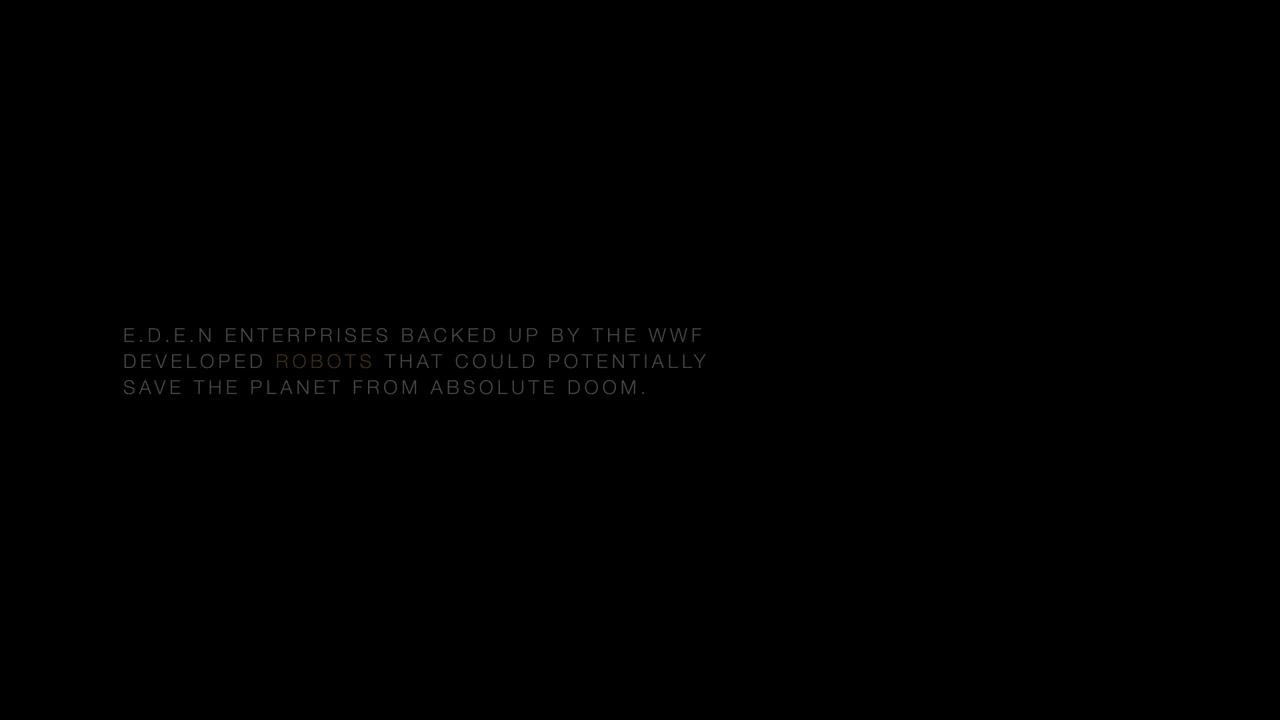 E.D.E.N ENTERPRISES BACKED UP BY THE WWF
DEVELOPED ROBOTS THAT COULD POTENTIALLY
SAVE THE PLANET FROM ABSOLUTE DOOM.